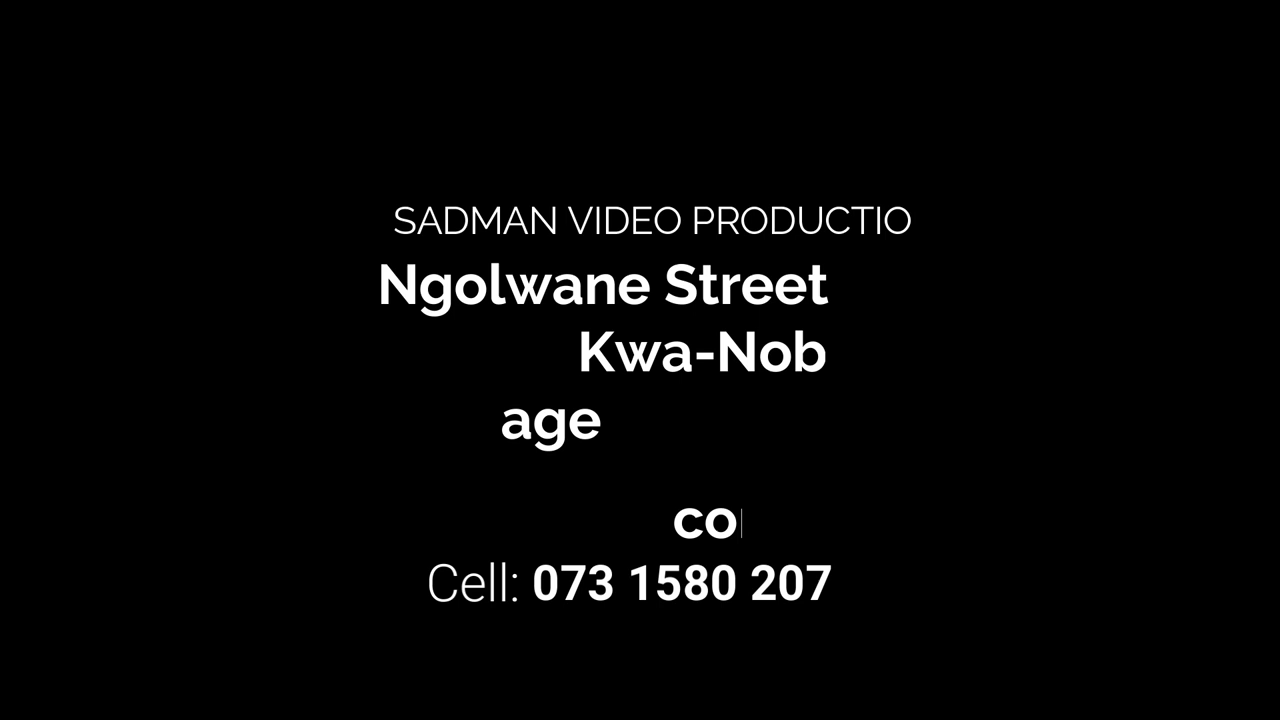 SADMAN VIDEO PRODUCTIO
Ngolwane Street
Kwa-Nob
age
co
Cell: 073 1580 207